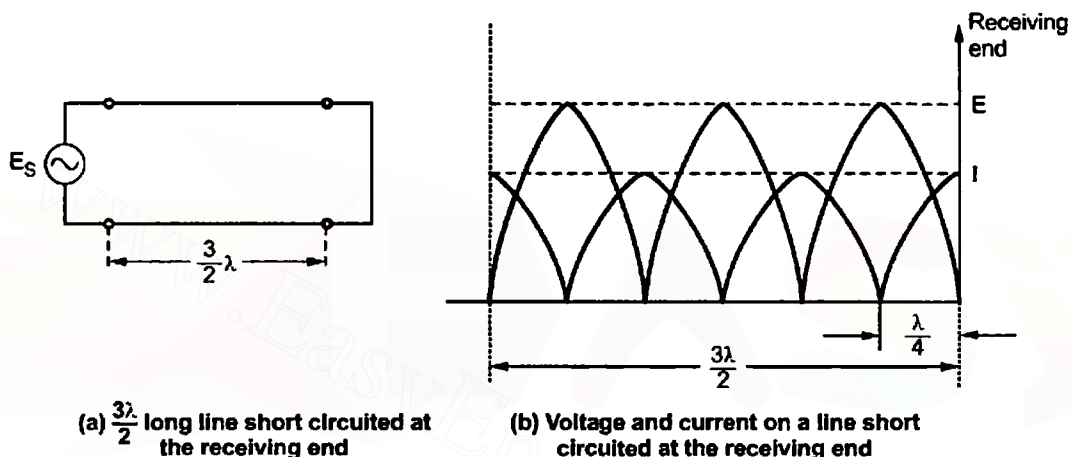 Receiving
end
E
I
E_S
3/2 λ
λ/4
3λ/2
(a) 3λ/2 long line short circuited at
the receiving end
(b) Voltage and current on a line short
circuited at the receiving end